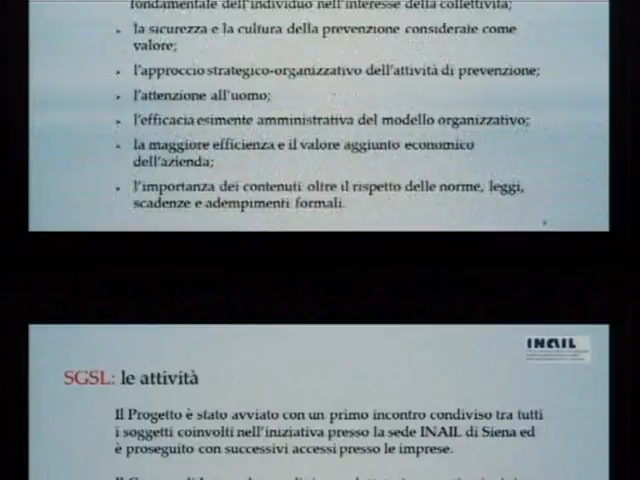 fondamentale dell'individuo nell'interesse della collettività;
la sicurezza e la cultura della prevenzione considerate come
valore;
l'approccio strategico-organizzativo dell'attività di prevenzione;
l'attenzione all'uomo;
l'efficacia esimente amministrativa del modello organizzativo;
la maggiore efficienza e il valore aggiunto economico
dell'azienda;
l'importanza dei contenuti oltre il rispetto delle norme, leggi,
scadenze e adempimenti formali.
INAIL
SGSL: le attività
Il Progetto è stato avviato con un primo incontro condiviso tra tutti
i soggetti coinvolti nell'iniziativa presso la sede INAIL di Siena ed
è proseguito con successivi accessi presso le imprese.